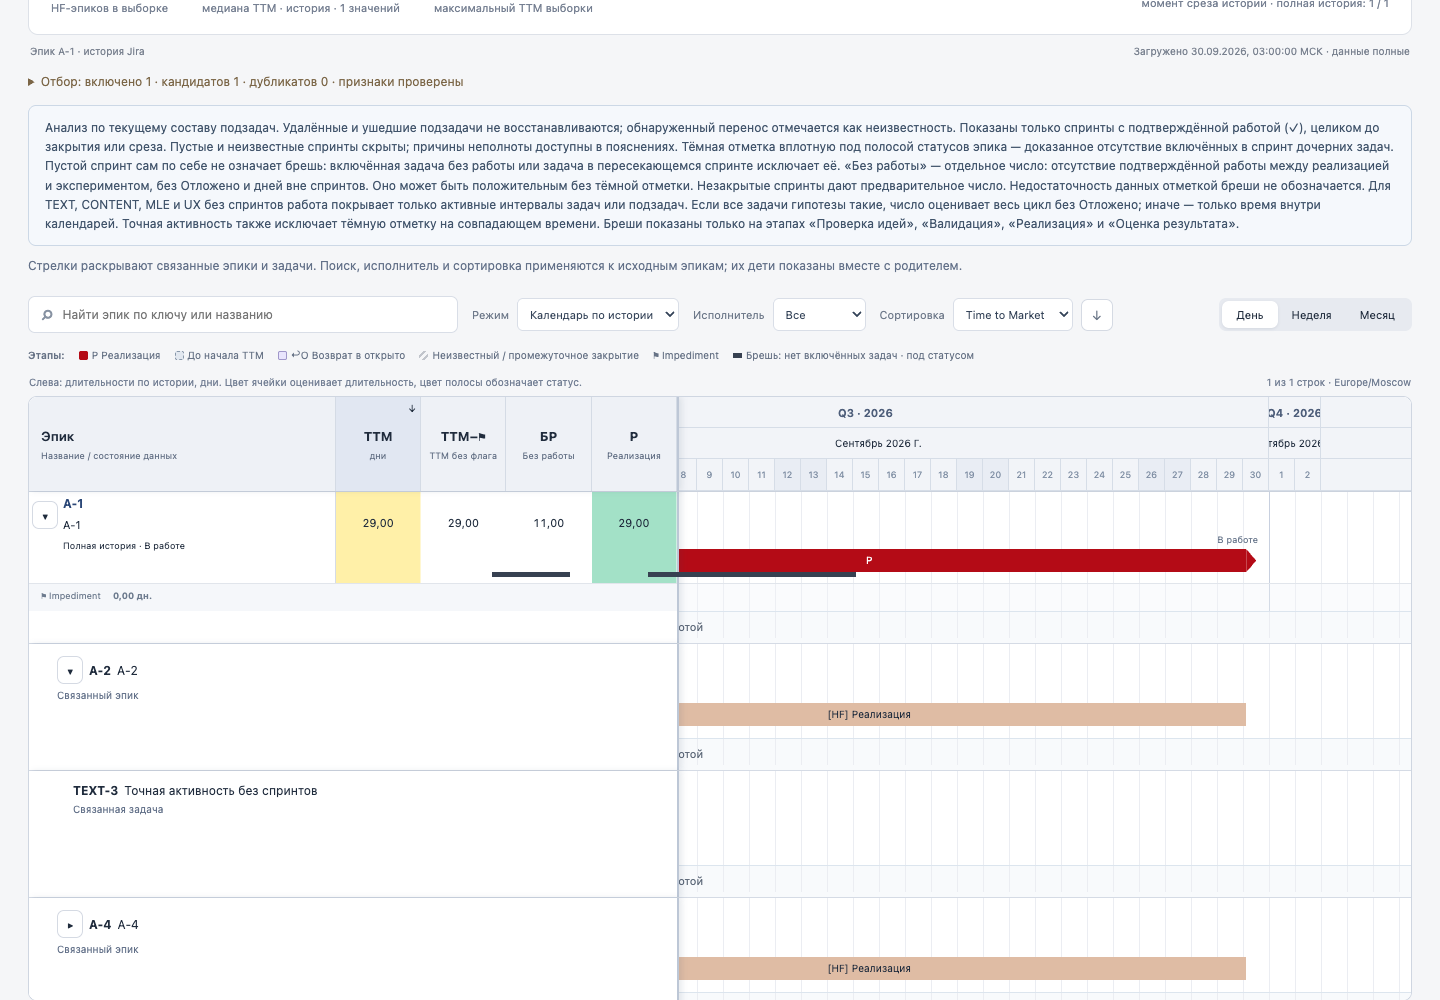 HF-эпиков в выборке
медиана TTM · история · 1 значений
максимальный TTM выборки
момент среза истории · полная история: 1 / 1
Эпик A-1 · история Jira
Загружено 30.09.2026, 03:00:00 МСК · данные полные
Отбор: включено 1 · кандидатов 1 · дубликатов 0 · признаки проверены
Анализ по текущему составу подзадач. Удалённые и ушедшие подзадачи не восстанавливаются; обнаруженный перенос отмечается как неизвестность. Показаны только спринты с подтверждённой работой (✓), целиком до
закрытия или среза. Пустые и неизвестные спринты скрыты; причины неполноты доступны в пояснениях. Тёмная отметка вплотную под полосой статусов эпика — доказанное отсутствие включённых в спринт дочерних задач.
Пустой спринт сам по себе не означает брешь: включённая задача без работы или задача в пересекающемся спринте исключает её. «Без работы» — отдельное число: отсутствие подтверждённой работы между реализацией
и экспериментом, без Отложено и дней вне спринтов. Оно может быть положительным без тёмной отметки. Незакрытые спринты дают предварительное число. Недостаточность данных отметкой бреши не обозначается. Для
TEXT, CONTENT, MLE и UX без спринтов работа покрывает только активные интервалы задач или подзадач. Если все задачи гипотезы такие, число оценивает весь цикл без Отложено; иначе — только время внутри
календарей. Точная активность также исключает тёмную отметку на совпадающем времени. Бреши показаны только на этапах «Проверка идей», «Валидация», «Реализация» и «Оценка результата».
Стрелки раскрывают связанные эпики и задачи. Поиск, исполнитель и сортировка применяются к исходным эпикам; их дети показаны вместе с родителем.
Найти эпик по ключу или названию
Режим
Календарь по истории
Исполнитель
Все
Сортировка
Time to Market
↓
День
Неделя
Месяц
Этапы:
Р Реализация
До начала TTM
↩О Возврат в открыто
Неизвестный / промежуточное закрытие
⚑ Impediment
Брешь: нет включённых задач · под статусом
Слева: длительности по истории, дни. Цвет ячейки оценивает длительность, цвет полосы обозначает статус.
1 из 1 строк · Europe/Moscow
Эпик
Название / состояние данных
↓
TTM
дни
TTM−⚑
TTM без флага
БР
Без работы
Р
Реализация
Q3 · 2026
Q4 · 2026
Сентябрь 2026 г.
тябрь 2026
8 9 10 11 12 13 14 15 16 17 18 19 20 21 22 23 24 25 26 27 28 29 30 1 2
A-1
A-1
Полная история · В работе
29,00
29,00
11,00
29,00
В работе
Р
⚑ Impediment 0,00 дн.
отой
A-2 A-2
Связанный эпик
[HF] Реализация
отой
TEXT-3 Точная активность без спринтов
Связанная задача
отой
A-4 A-4
Связанный эпик
[HF] Реализация